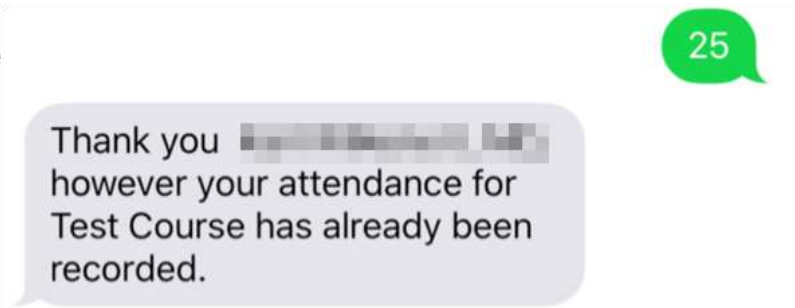 25
Thank you
however your attendance for
Test Course has already been
recorded.